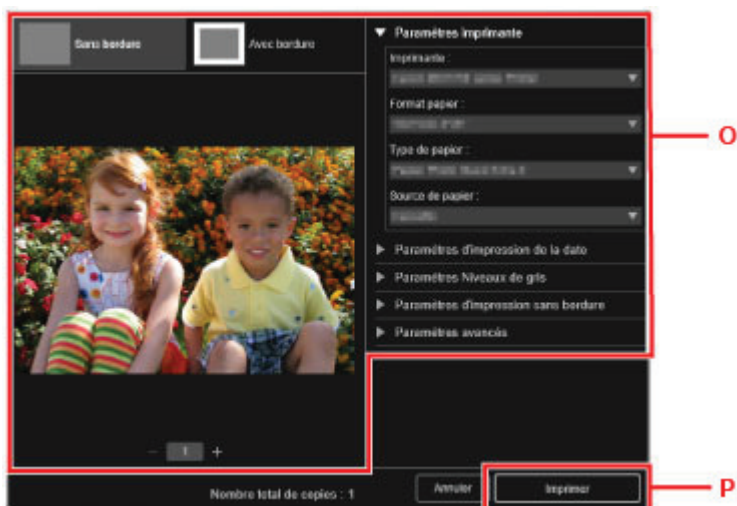 Sans bordure
Avec bordure
▼ Paramètres imprimante
Imprimante :
Format papier :
O
Type de papier :
Source de papier :
▶ Paramètres d'impression de la date
▶ Paramètres Niveaux de gris
▶ Paramètres d'impression sans bordure
▶ Paramètres avancés
− 1 +
Nombre total de copies : 1
Annuler
Imprimer
P